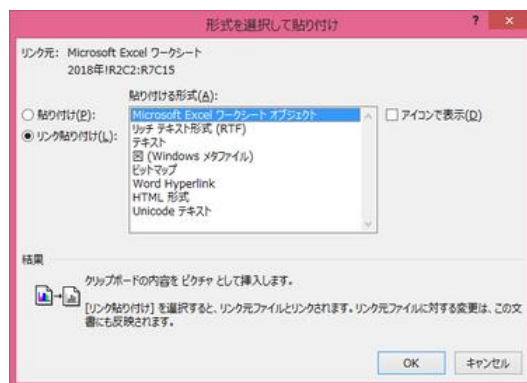 形式を選択して貼り付け
? ×
リンク元: Microsoft Excel ワークシート
2018年!R2C2:R7C15
貼り付ける形式(A):
○ 貼り付け(P):
◉ リンク貼り付け(L):
Microsoft Excel ワークシート オブジェクト
リッチ テキスト形式 (RTF)
テキスト
図 (Windows メタファイル)
ビットマップ
Word Hyperlink
HTML 形式
Unicode テキスト
アイコンで表示(D)
結果
クリップボードの内容を ピクチャ として挿入します。
[リンク貼り付け] を選択すると、リンク元ファイルとリンクされます。リンク元ファイルに対する変更は、この文
書にも反映されます。
OK
キャンセル